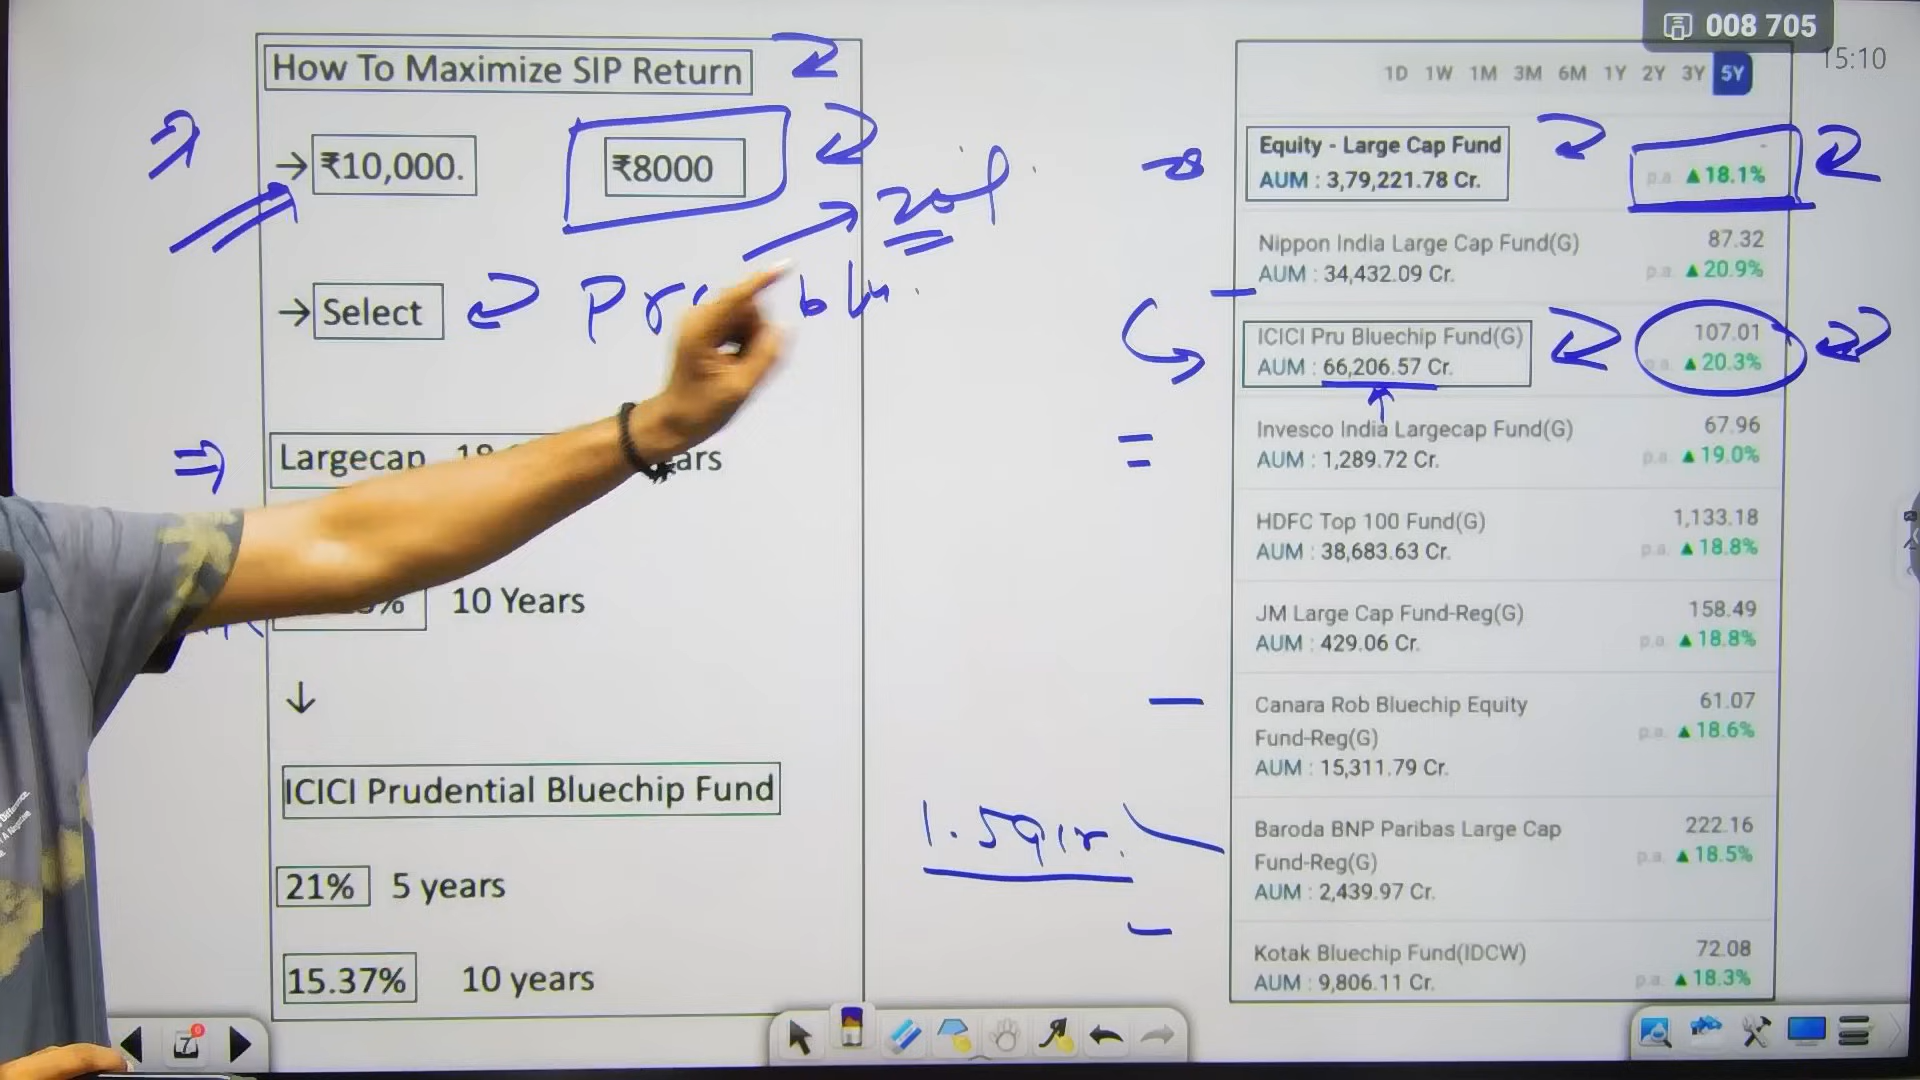 008 705
15:10
How To Maximize SIP Return
→ ₹10,000. ₹8000
→ Select
Largecap
10 Years
↓
ICICI Prudential Bluechip Fund
21% 5 years
15.37% 10 years
1D 1W 1M 3M 6M 1Y 2Y 3Y 5Y
Equity - Large Cap Fund
AUM : 3,79,221.78 Cr. p.a. ▲18.1%
Nippon India Large Cap Fund(G) 87.32
AUM : 34,432.09 Cr. p.a. ▲20.9%
ICICI Pru Bluechip Fund(G) 107.01
AUM : 66,206.57 Cr. p.a. ▲20.3%
Invesco India Largecap Fund(G) 67.96
AUM : 1,289.72 Cr. p.a. ▲19.0%
HDFC Top 100 Fund(G) 1,133.18
AUM : 38,683.63 Cr. p.a. ▲18.8%
JM Large Cap Fund-Reg(G) 158.49
AUM : 429.06 Cr. p.a. ▲18.8%
Canara Rob Bluechip Equity 61.07
Fund-Reg(G) p.a. ▲18.6%
AUM : 15,311.79 Cr.
Baroda BNP Paribas Large Cap 222.16
Fund-Reg(G) p.a. ▲18.5%
AUM : 2,439.97 Cr.
Kotak Bluechip Fund(IDCW) 72.08
AUM : 9,806.11 Cr. p.a. ▲18.3%
7